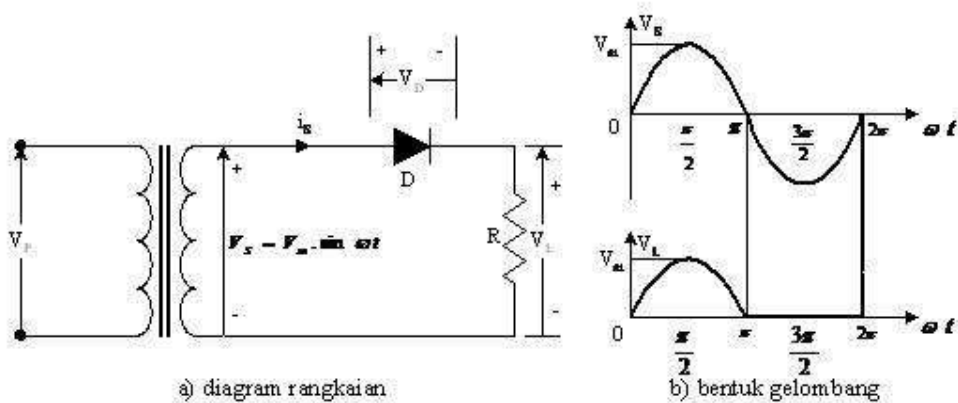 + -
V_D
i_S
D
+
V_P
V_S = V_m . sin ω t
R
V_L
+
-
-
a) diagram rangkaian
V_S
V_m
0
π/2
π
3π/2
2π
ω t
V_L
V_m
0
π/2
π
3π/2
2π
ω t
b) bentuk gelombang